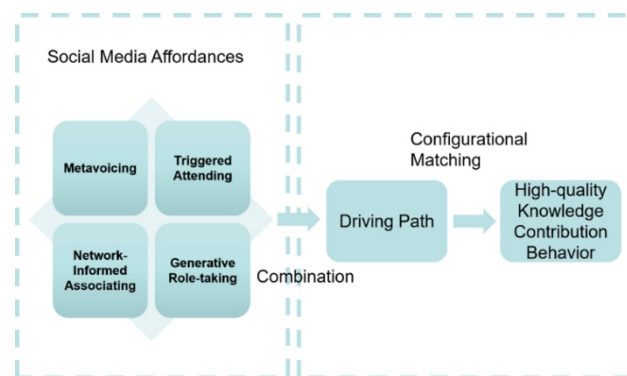 Social Media Affordances
Metavoicing
Triggered
Attending
Network-
Informed
Associating
Generative
Role-taking
Combination
Driving Path
Configurational
Matching
High-quality
Knowledge
Contribution
Behavior